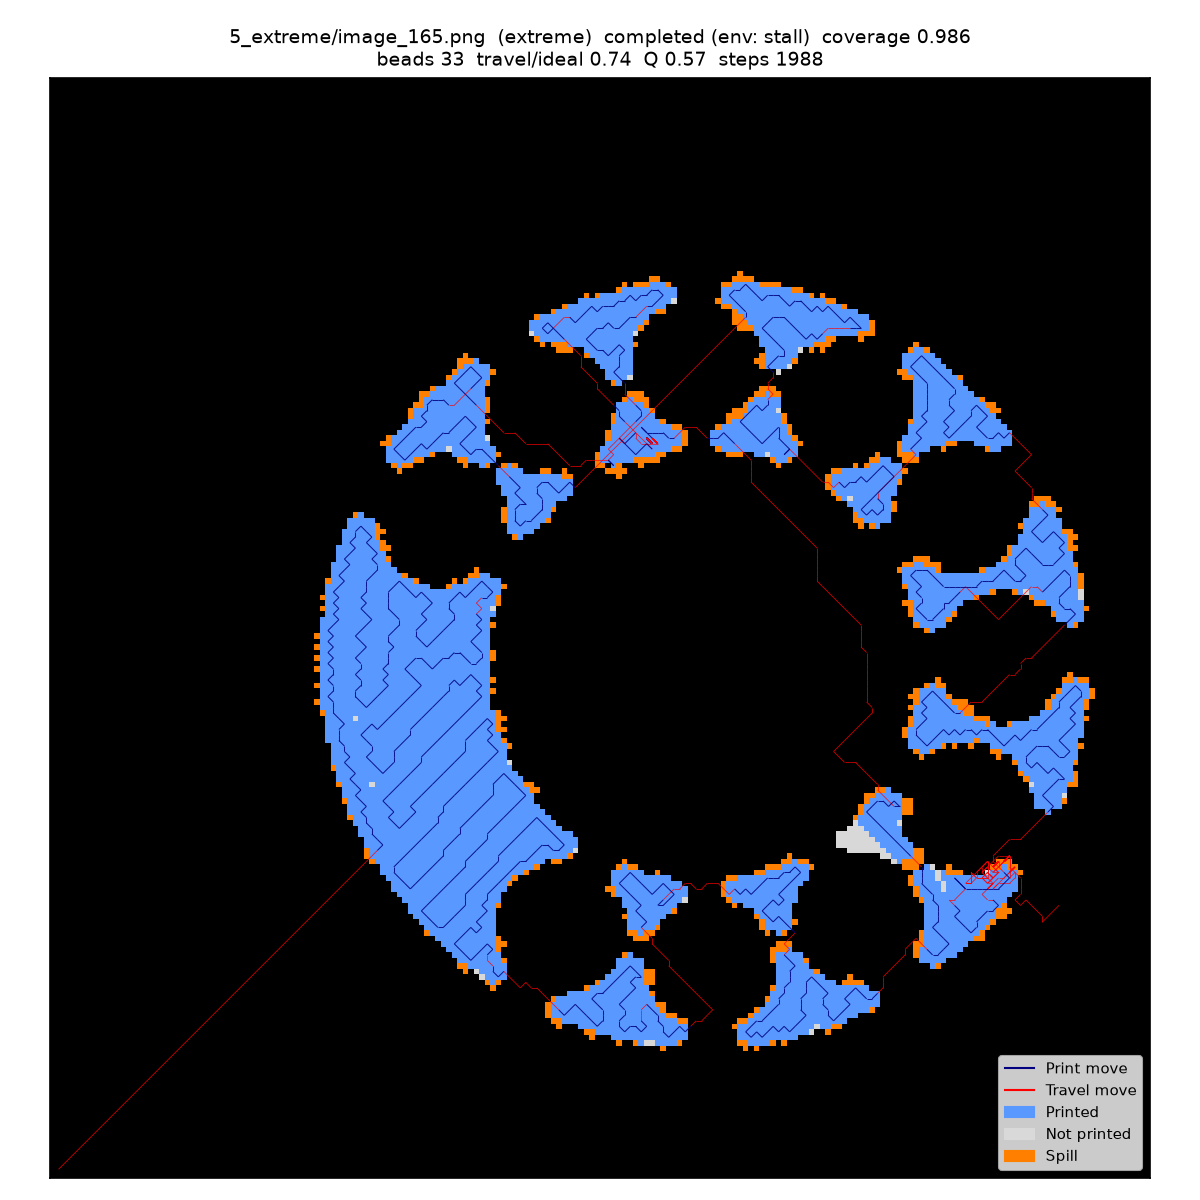 5_extreme/image_165.png  (extreme)  completed (env: stall)  coverage 0.986
beads 33  travel/ideal 0.74  Q 0.57  steps 1988
Print move
Travel move
Printed
Not printed
Spill